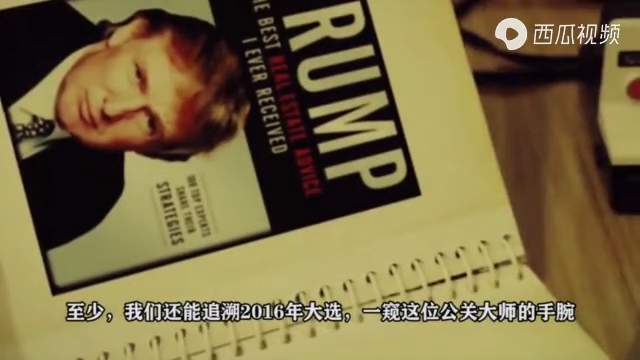 西瓜视频
TRUMP
THE BEST REAL ESTATE ADVICE
I EVER RECEIVED
100 TOP EXPERTS
SHARE THEIR
STRATEGIES
至少，我们还能追溯2016年大选，一窥这位公关大师的手腕